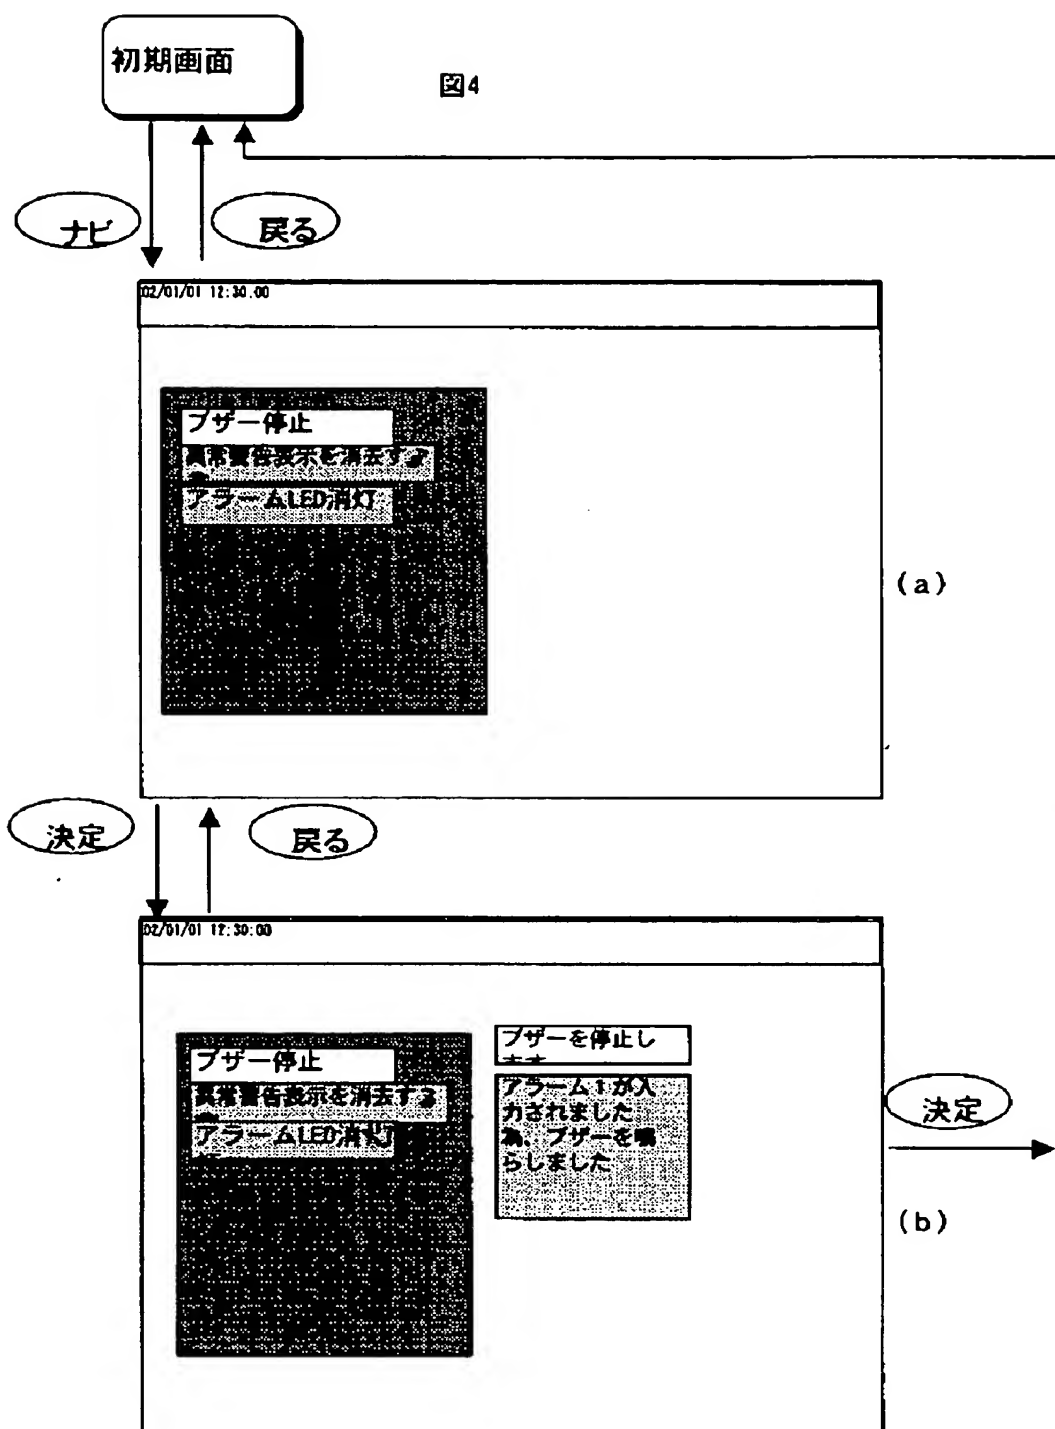 初期画面
図4
ナビ
戻る
02/01/01 12:30.00
ブザー停止
異常警告表示を消去す
アラームLED消灯
(a)
決定
戻る
02/01/01 12:30:00
ブザー停止
異常警告表示を消去する
アラームLED消灯
ブザーを停止し
アラーム1が入
力されました
為、ブザーを鳴
らしました
決定
(b)